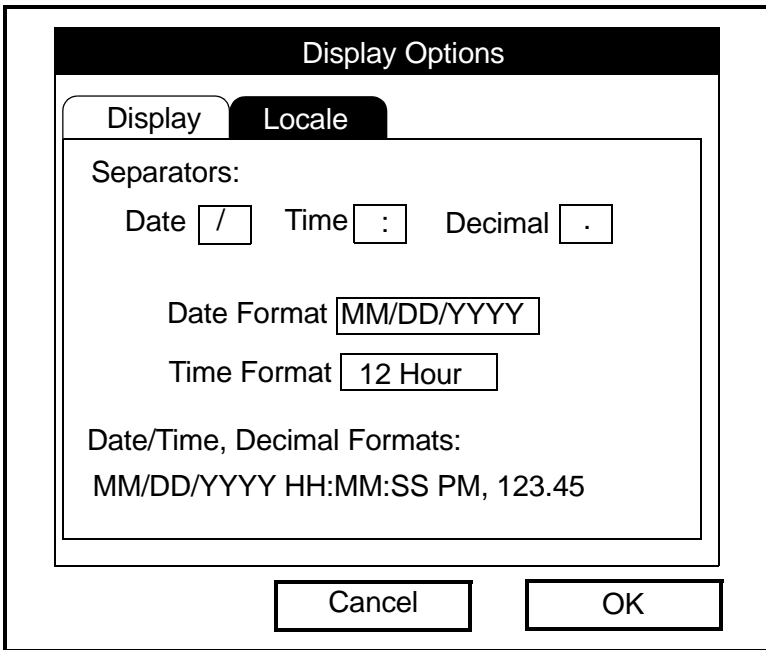 Display Options
Display Locale
Separators:
Date / Time : Decimal .
Date Format MM/DD/YYYY
Time Format 12 Hour
Date/Time, Decimal Formats:
MM/DD/YYYY HH:MM:SS PM, 123.45
Cancel OK